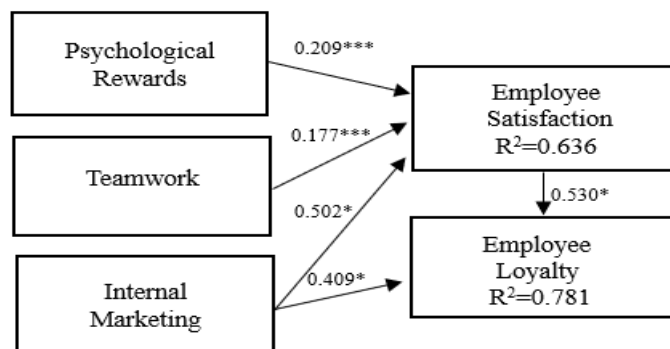 Psychological
Rewards
0.209***
Employee
Satisfaction
R²=0.636
Teamwork
0.177***
0.502*
0.530*
Employee
Loyalty
R²=0.781
Internal
Marketing
0.409*